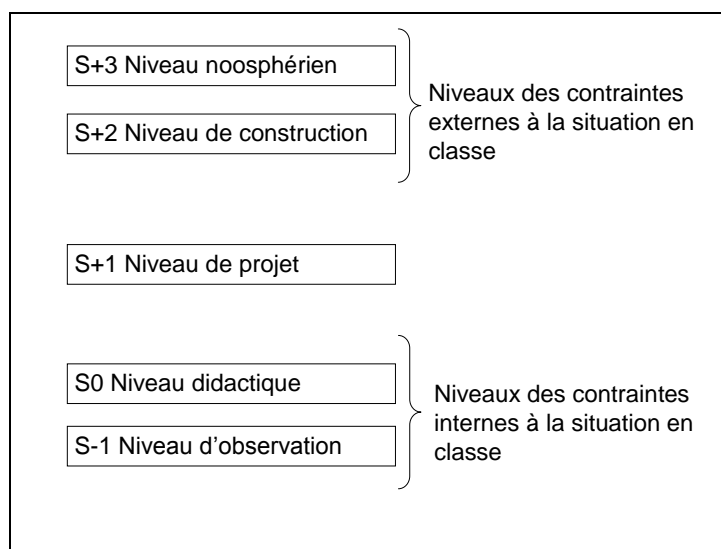 S+3 Niveau noosphérien
S+2 Niveau de construction
Niveaux des contraintes
externes à la situation en
classe
S+1 Niveau de projet
S0 Niveau didactique
S-1 Niveau d’observation
Niveaux des contraintes
internes à la situation en
classe